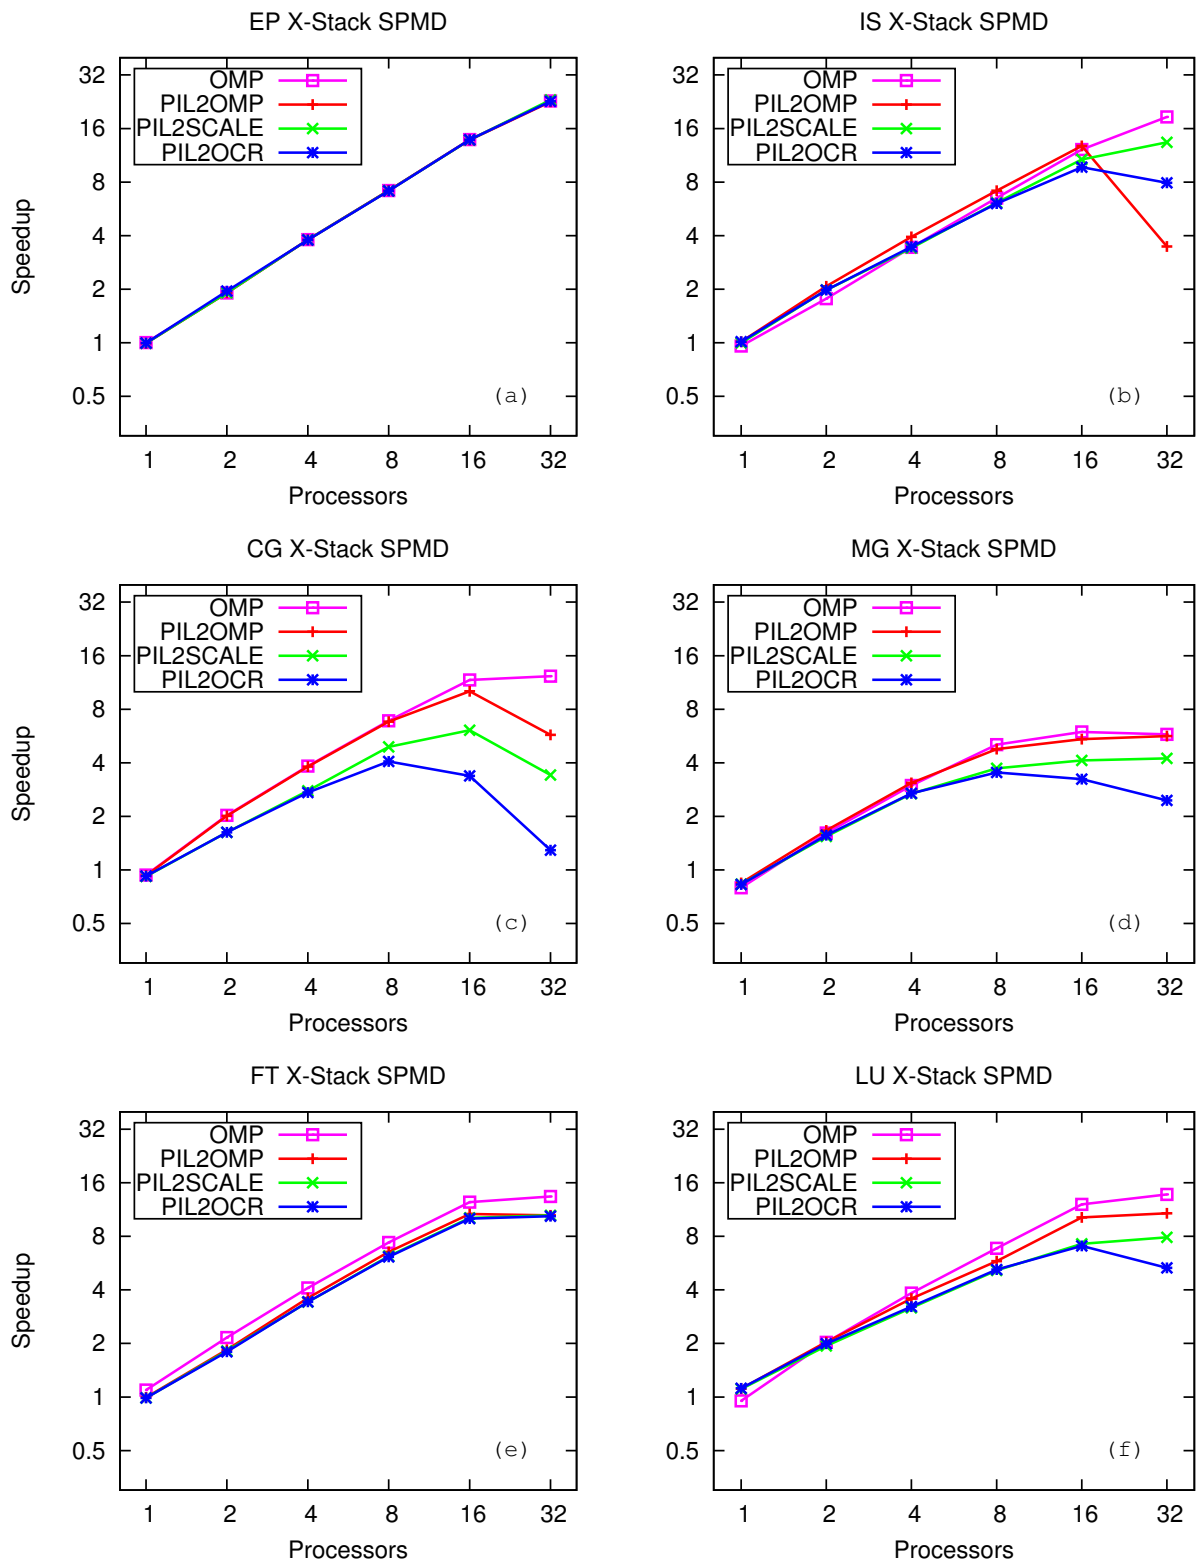 EP X-Stack SPMD
OMP
PIL2OMP
PIL2SCALE
PIL2OCR
32
16
8
4
2
1
0.5
Speedup
(a)
1 2 4 8 16 32
Processors
IS X-Stack SPMD
OMP
PIL2OMP
PIL2SCALE
PIL2OCR
32
16
8
4
2
1
0.5
(b)
1 2 4 8 16 32
Processors
CG X-Stack SPMD
OMP
PIL2OMP
PIL2SCALE
PIL2OCR
32
16
8
4
2
1
0.5
Speedup
(c)
1 2 4 8 16 32
Processors
MG X-Stack SPMD
OMP
PIL2OMP
PIL2SCALE
PIL2OCR
32
16
8
4
2
1
0.5
(d)
1 2 4 8 16 32
Processors
FT X-Stack SPMD
OMP
PIL2OMP
PIL2SCALE
PIL2OCR
32
16
8
4
2
1
0.5
Speedup
(e)
1 2 4 8 16 32
Processors
LU X-Stack SPMD
OMP
PIL2OMP
PIL2SCALE
PIL2OCR
32
16
8
4
2
1
0.5
(f)
1 2 4 8 16 32
Processors